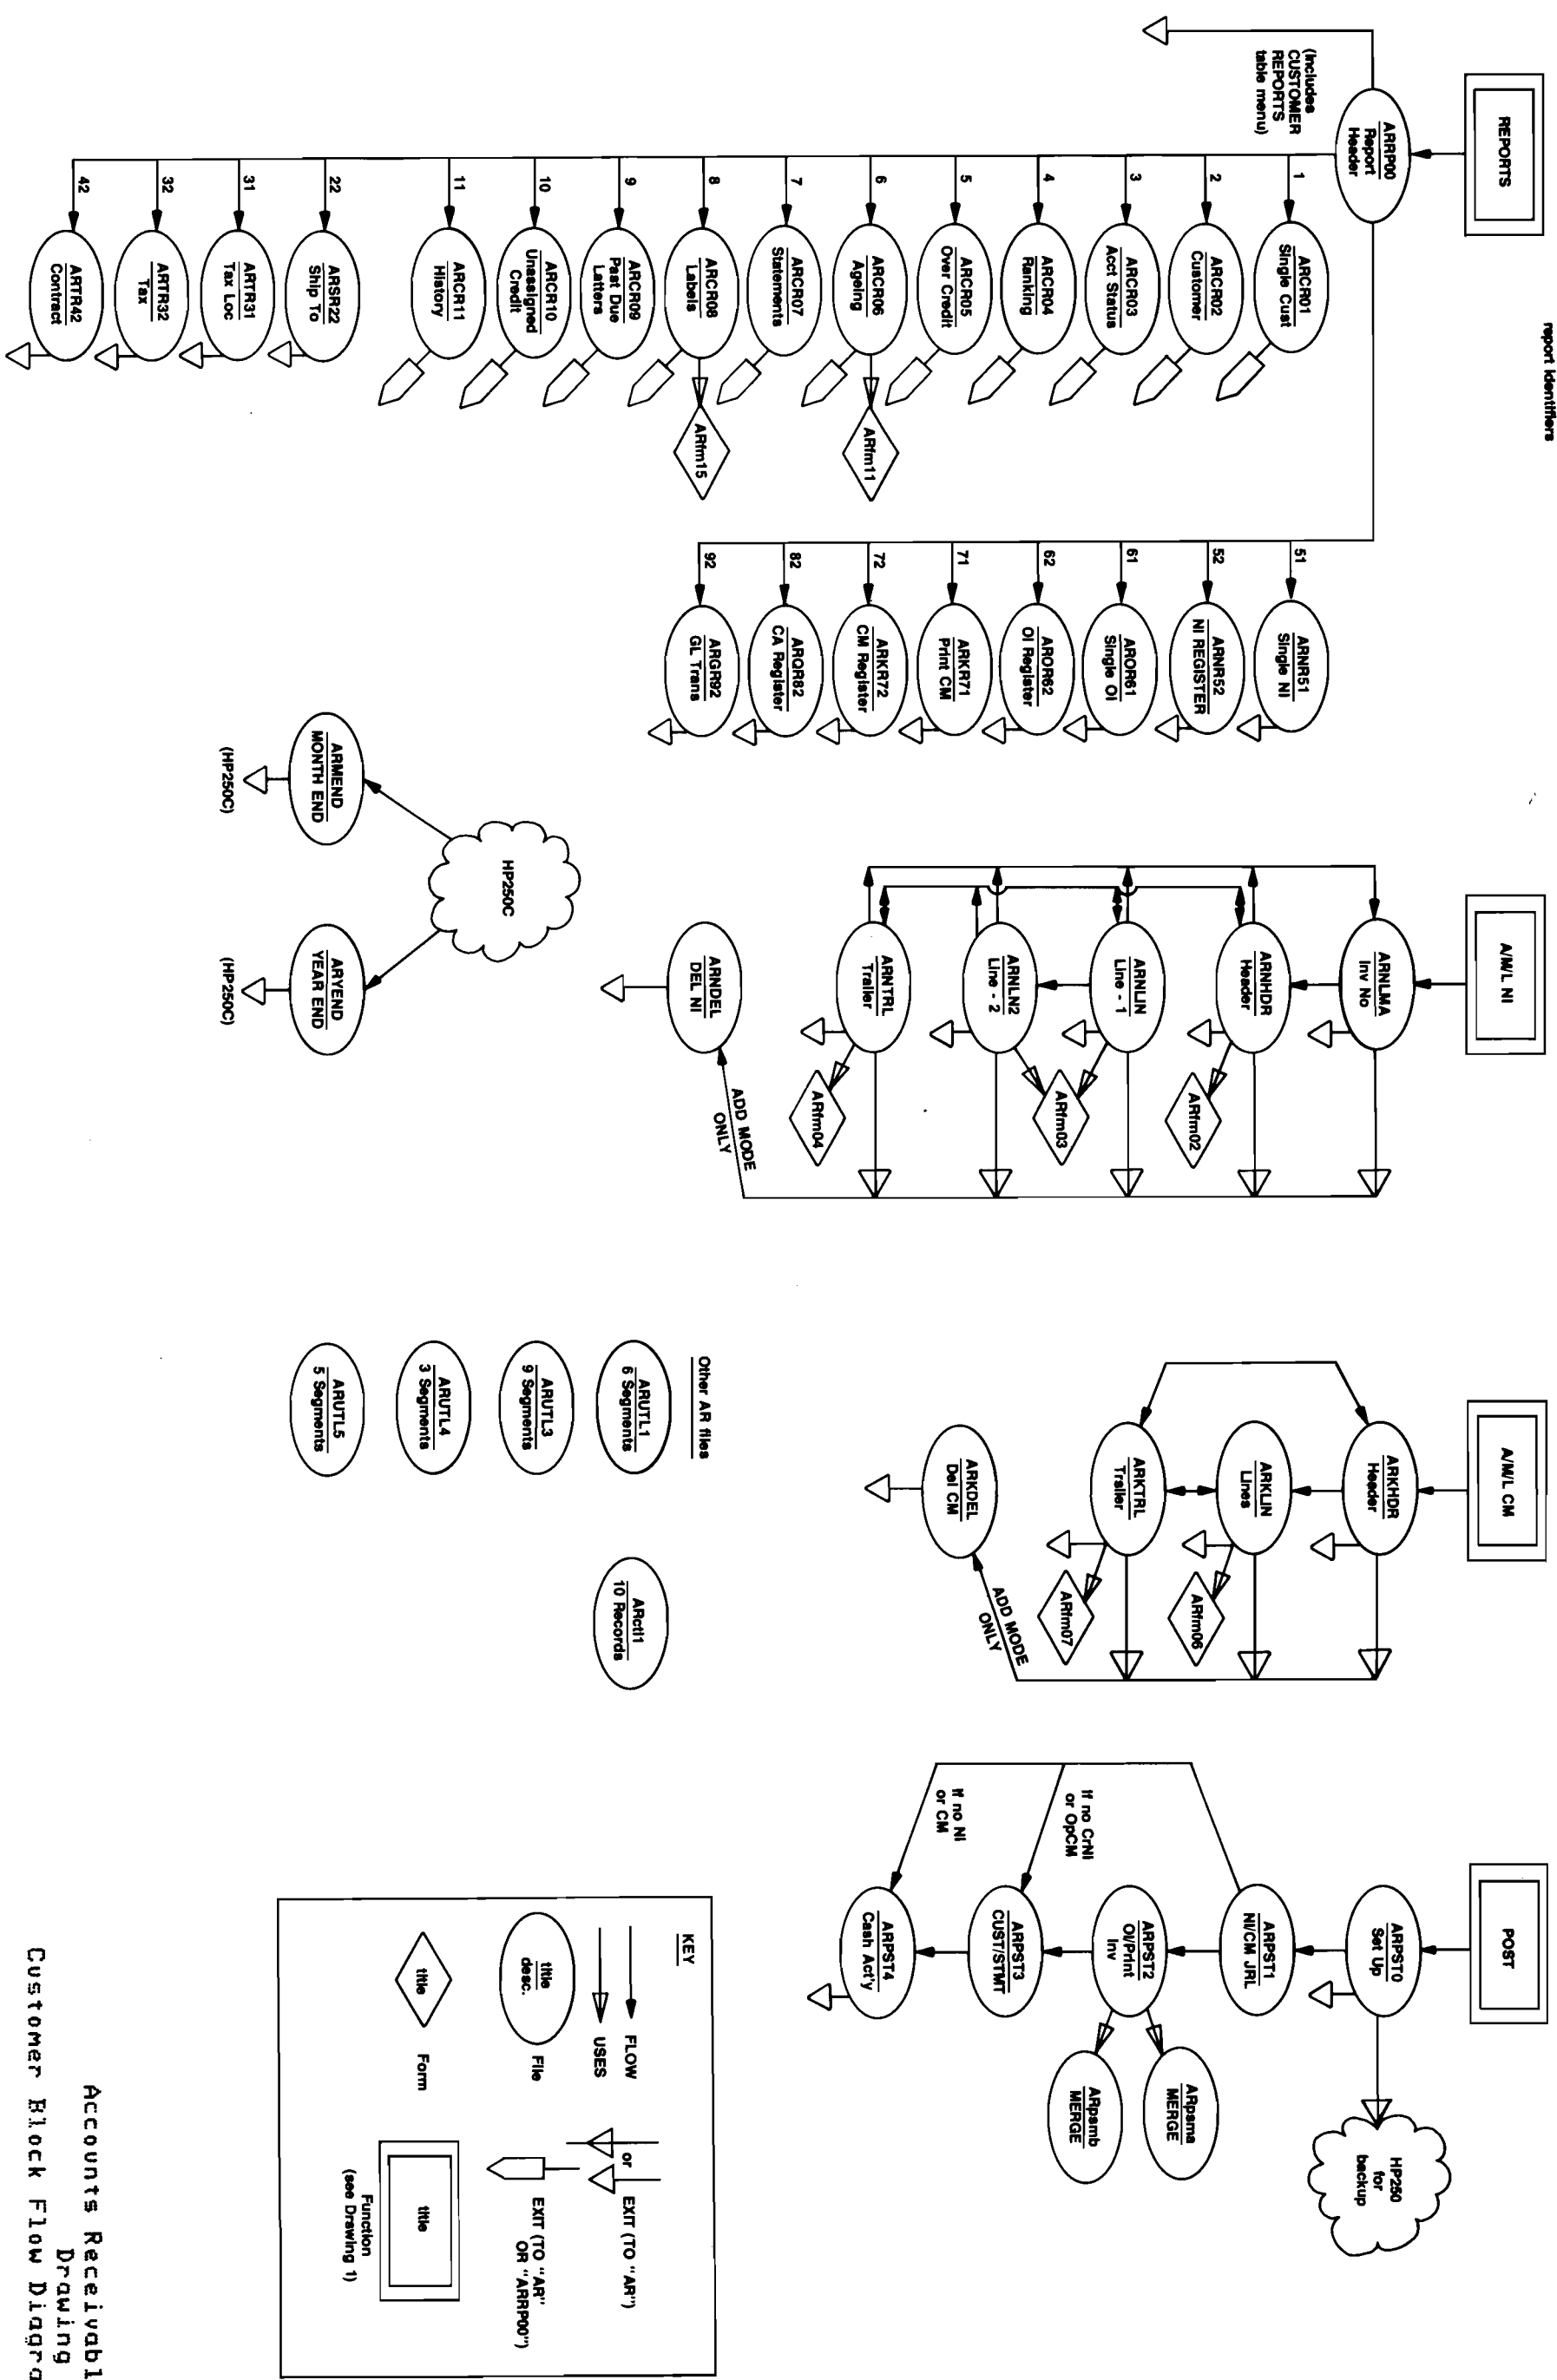 report identifiers
REPORTS
ARRP00
Report
Header
(Includes
CUSTOMER
REPORTS
table menu)
1
ARCR01
Single Cust
2
ARCR02
Customer
3
ARCR03
Acct Status
4
ARCR04
Ranking
5
ARCR05
Over Credit
6
ARCR06
Ageing
ARfm11
7
ARCR07
Statements
8
ARCR08
Labels
ARfm15
9
ARCR09
Past Due
Latters
10
ARCR10
Unassigned
Credit
11
ARCR11
History
22
ARSR22
Ship To
31
ARTR31
Tax Loc
32
ARTR32
Tax
42
ARTR42
Contract
51
ARNR51
Single NI
52
ARNR52
NI REGISTER
61
AROR61
Single OI
62
AROR62
OI Register
71
ARKR71
Print CM
72
ARKR72
CM Register
82
ARQR82
CA Register
92
ARGR92
GL Trans
HP250C
ARMEND
MONTH END
(HP250C)
ARYEND
YEAR END
(HP250C)
A/M/L NI
ARNLMA
Inv No
ARNHDR
Header
ARfm02
ARNLIN
Line - 1
ARfm03
ARNLN2
Line - 2
ARNTRL
Trailer
ARfm04
ADD MODE
ONLY
ARNDEL
DEL NI
A/M/L CM
ARKHDR
Header
ARKLIN
Lines
ARfm06
ARKTRL
Trailer
ARfm07
ADD MODE
ONLY
ARKDEL
Del CM
Other AR files
ARUTL1
6 Segments
ARUTL3
9 Segments
ARUTL4
3 Segments
ARUTL5
5 Segments
ARctl1
10 Records
POST
ARPST0
Set Up
HP250
for
backup
ARPST1
NI/CM JRL
ARPST2
OI/Print
Inv
ARpsma
MERGE
ARpsmb
MERGE
If no CrNI
or OpCM
ARPST3
CUST/STMT
If no NI
or CM
ARPST4
Cash Act'y
KEY
FLOW
USES
title
desc.
File
title
Form
or
EXIT (TO "AR")
EXIT (TO "AR"
OR "ARRP00")
title
Function
(see Drawing 1)
Accounts Receivabl
Drawing
Customer Block Flow Diagra